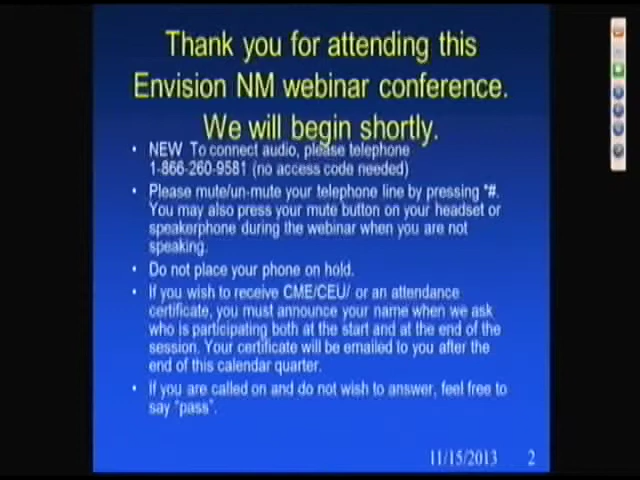 Thank you for attending this
Envision NM webinar conference.
We will begin shortly.
• NEW To connect audio, please telephone
1-866-260-9581 (no access code needed)
• Please mute/un-mute your telephone line by pressing *#.
You may also press your mute button on your headset or
speakerphone during the webinar when you are not
speaking.
• Do not place your phone on hold.
• If you wish to receive CME/CEU/ or an attendance
certificate, you must announce your name when we ask
who is participating both at the start and at the end of the
session. Your certificate will be emailed to you after the
end of this calendar quarter.
• If you are called on and do not wish to answer, feel free to
say "pass".
11/15/2013 2